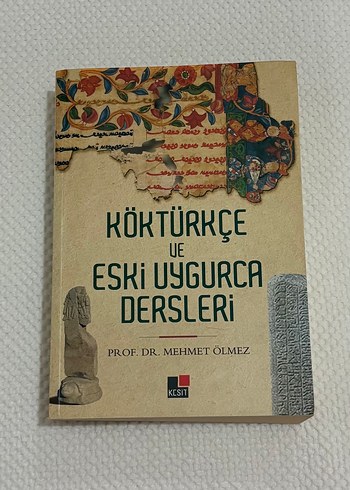 KÖKTÜRKÇE
VE
ESKİ UYGURCA
DERSLERİ
PROF. DR. MEHMET ÖLMEZ
KESİT